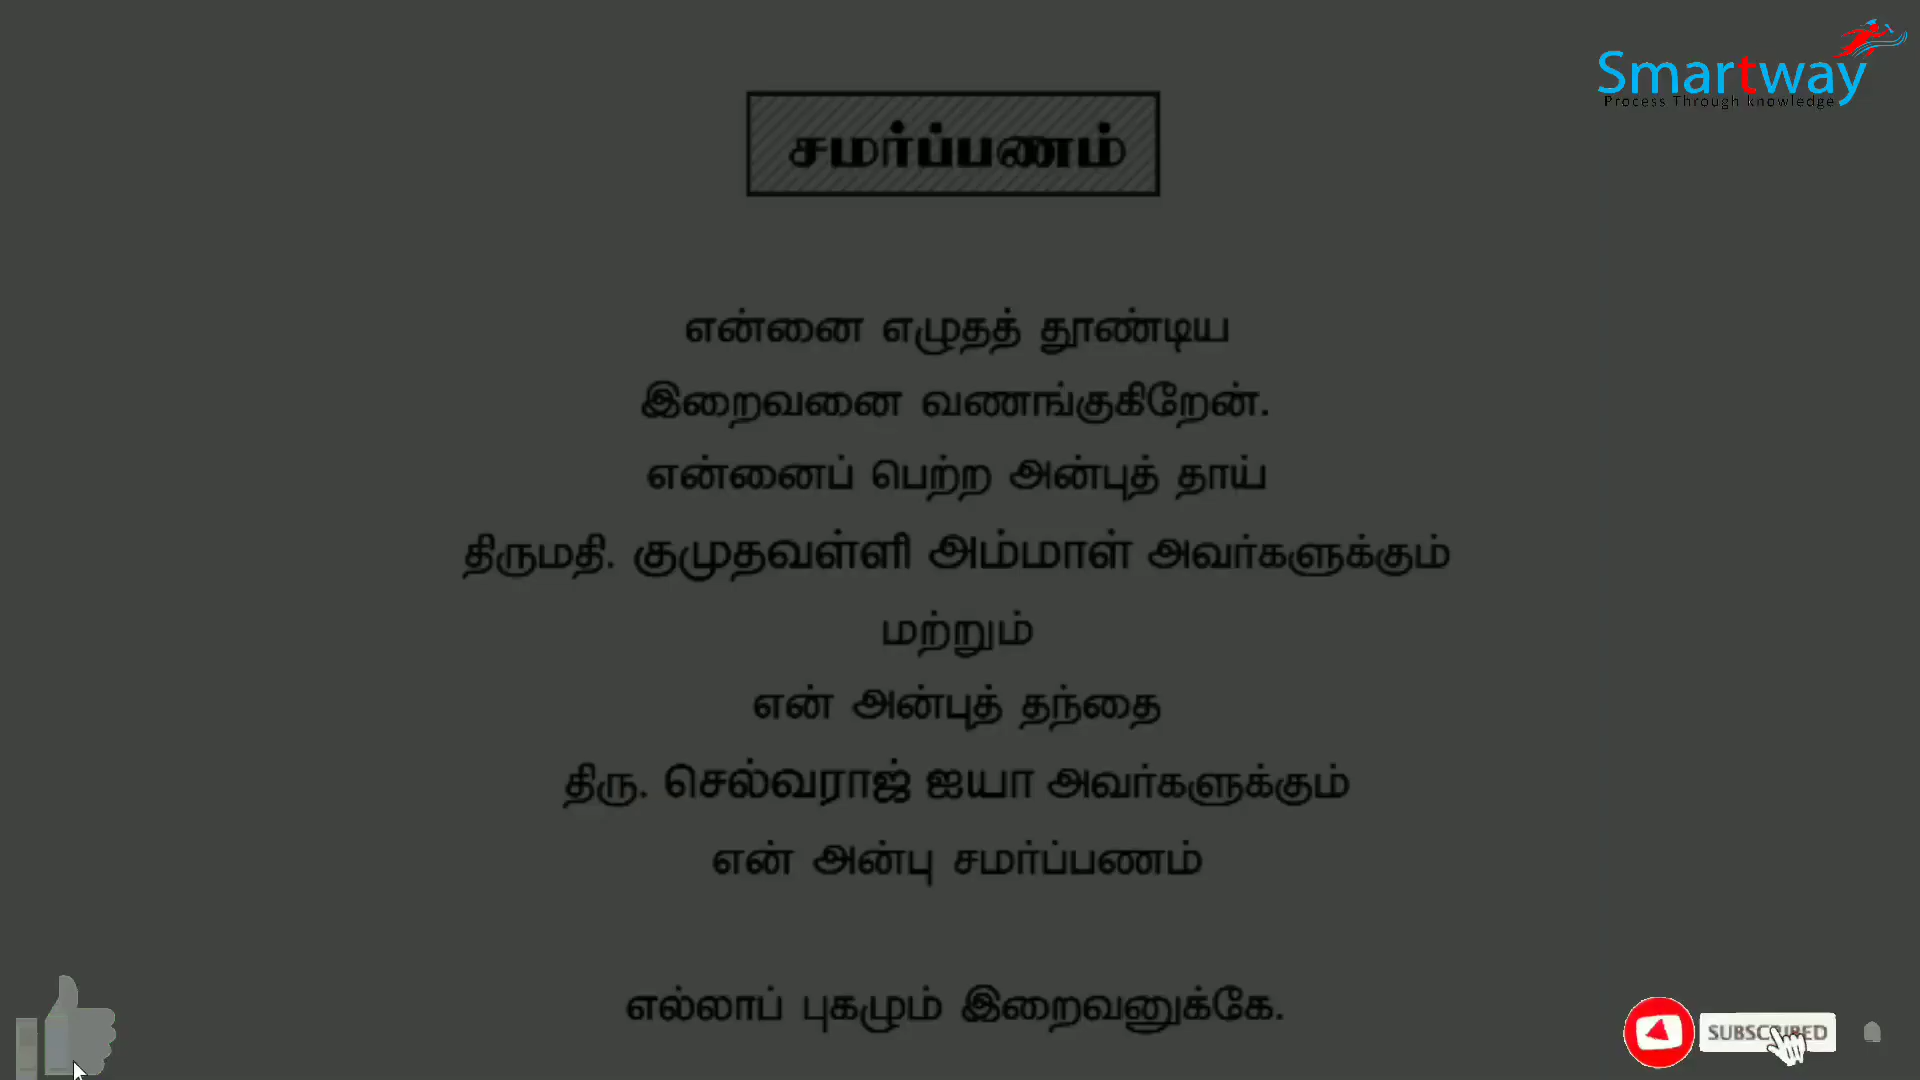 Smartway
Process Through knowledge
சமர்ப்பணம்
என்னை எழுதத் தூண்டிய
இறைவனை வணங்குகிறேன்.
என்னைப் பெற்ற அன்புத் தாய்
திருமதி. குமுதவள்ளி அம்மாள் அவர்களுக்கும்
மற்றும்
என் அன்புத் தந்தை
திரு. செல்வராஜ் ஐயா அவர்களுக்கும்
என் அன்பு சமர்ப்பணம்
எல்லாப் புகழும் இறைவனுக்கே.
SUBSCRIBED